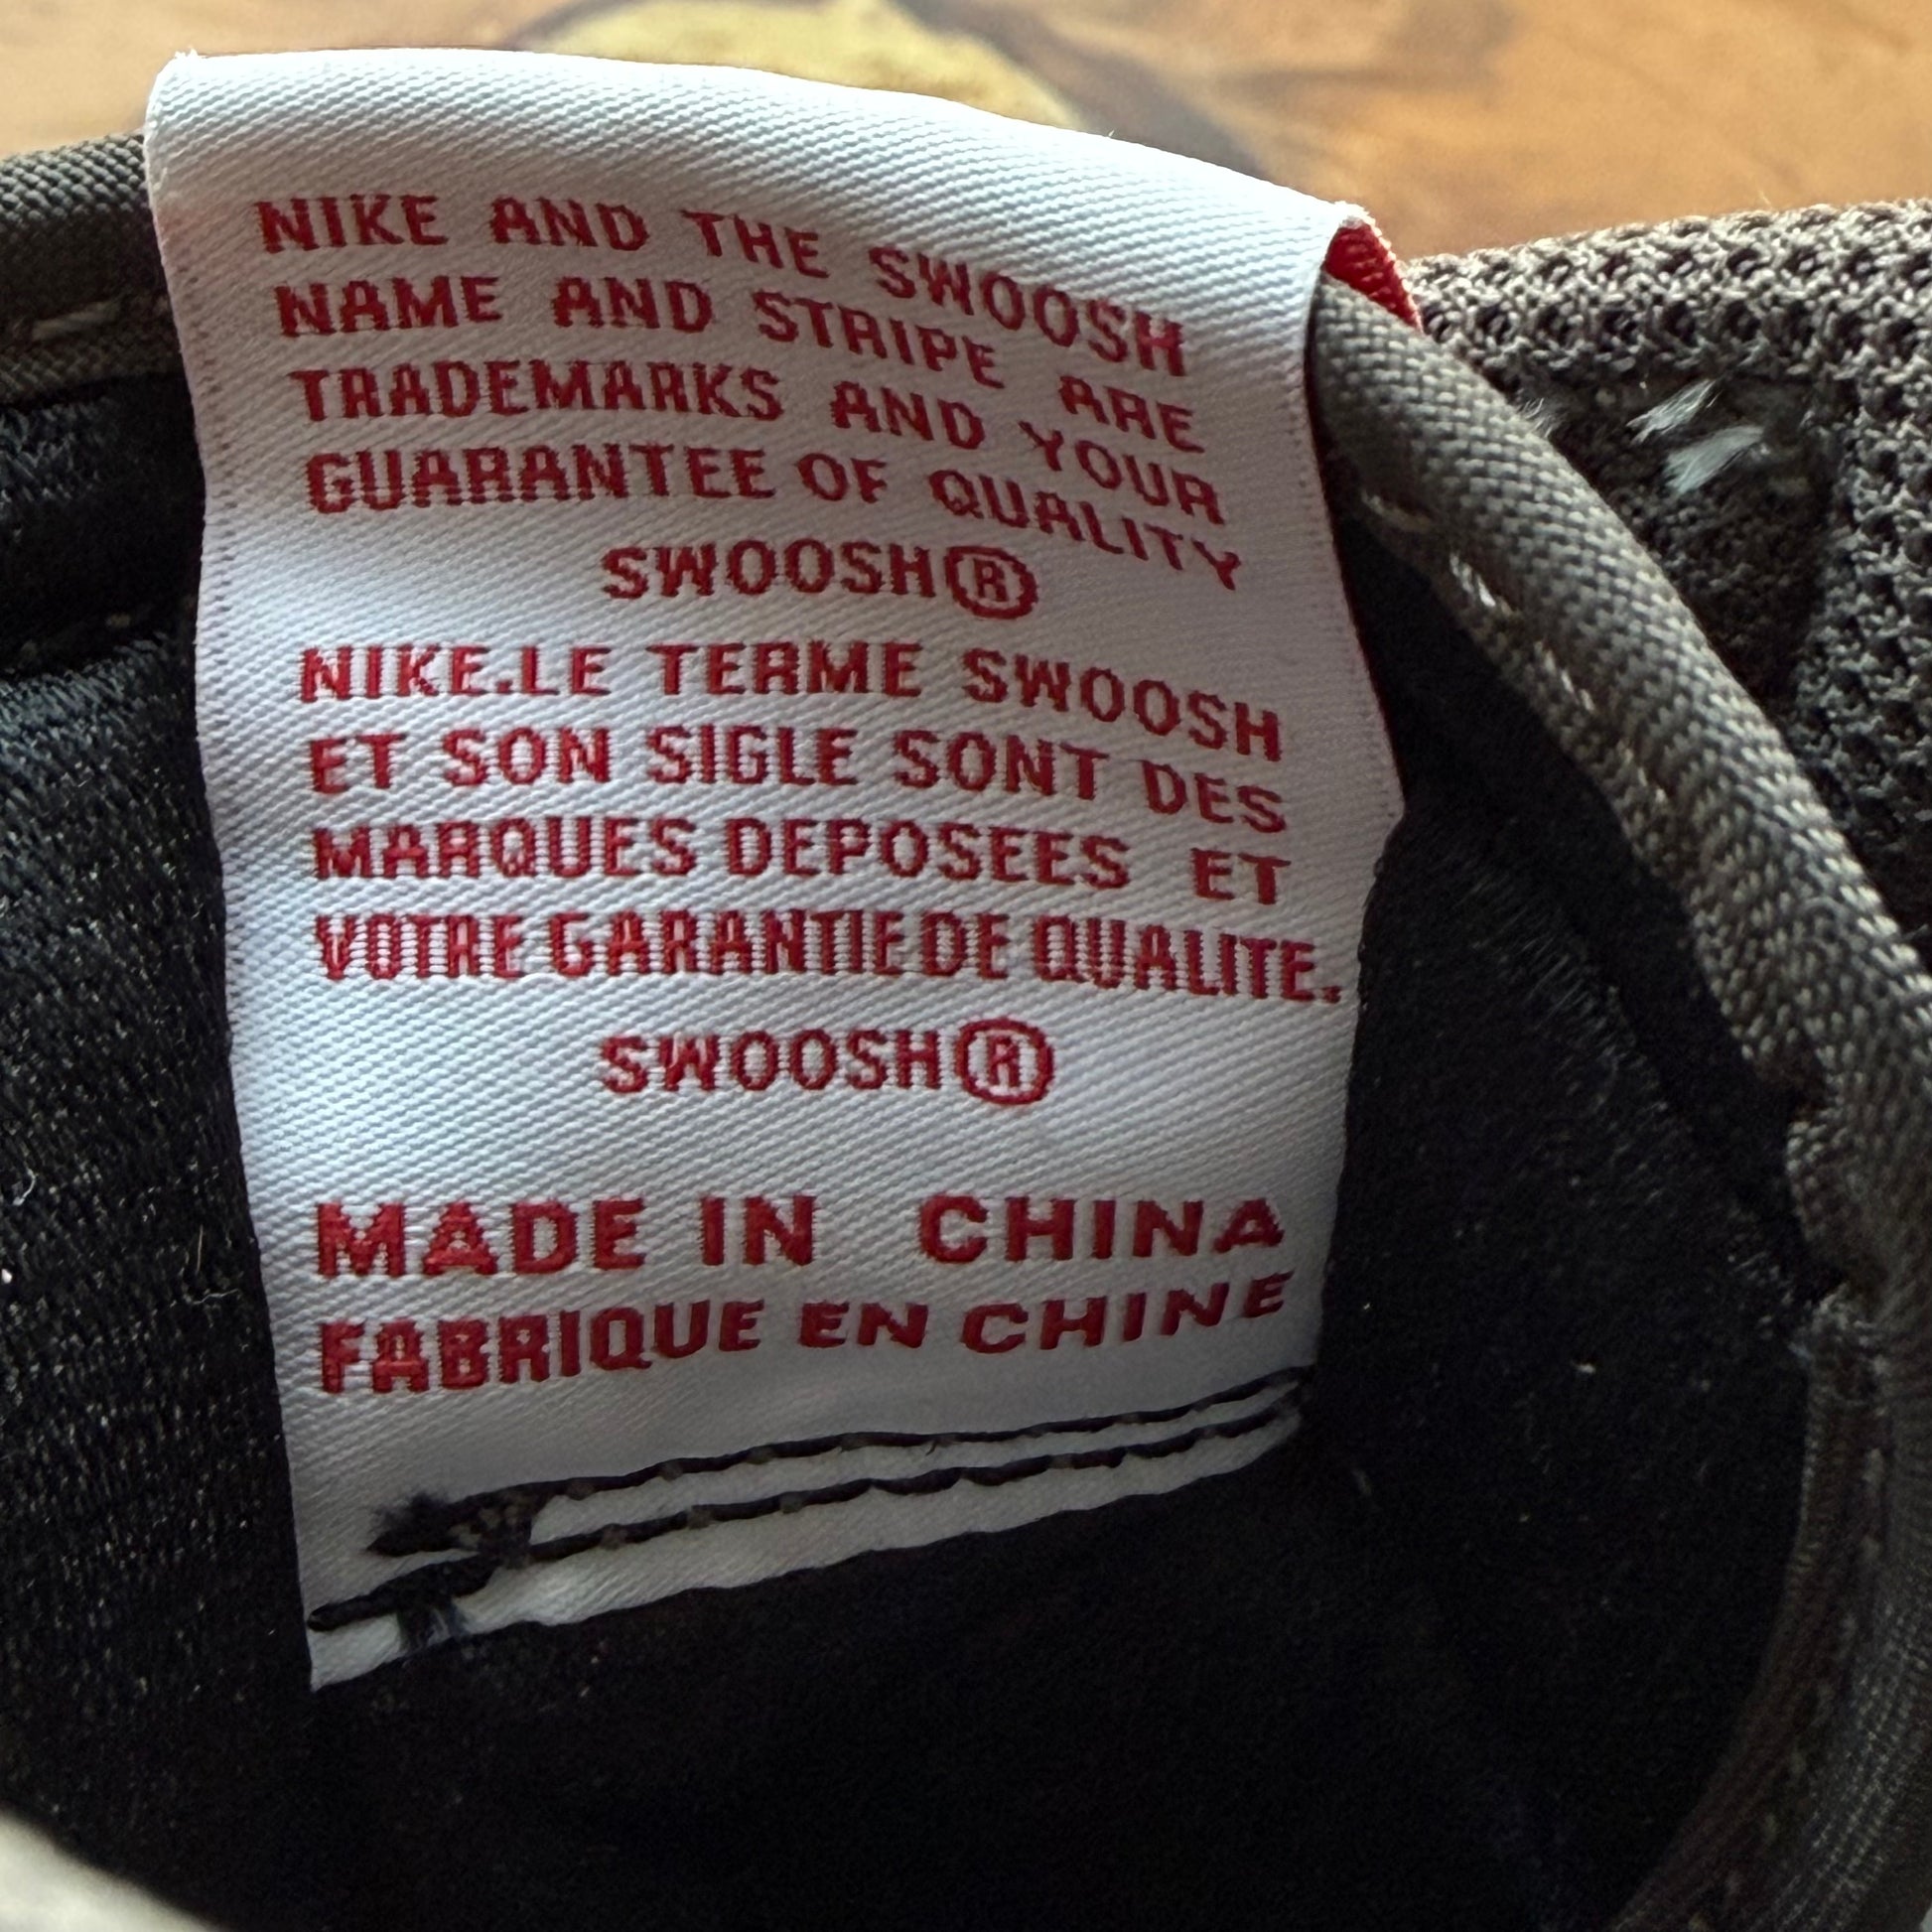 NIKE AND THE SWOOSH
NAME AND STRIPE ARE
TRADEMARKS AND YOUR
GUARANTEE OF QUALITY
SWOOSH®
NIKE.LE TERME SWOOSH
ET SON SIGLE SONT DES
MARQUES DEPOSEES ET
VOTRE GARANTIE DE QUALITE.
SWOOSH®
MADE IN CHINA
FABRIQUE EN CHINE